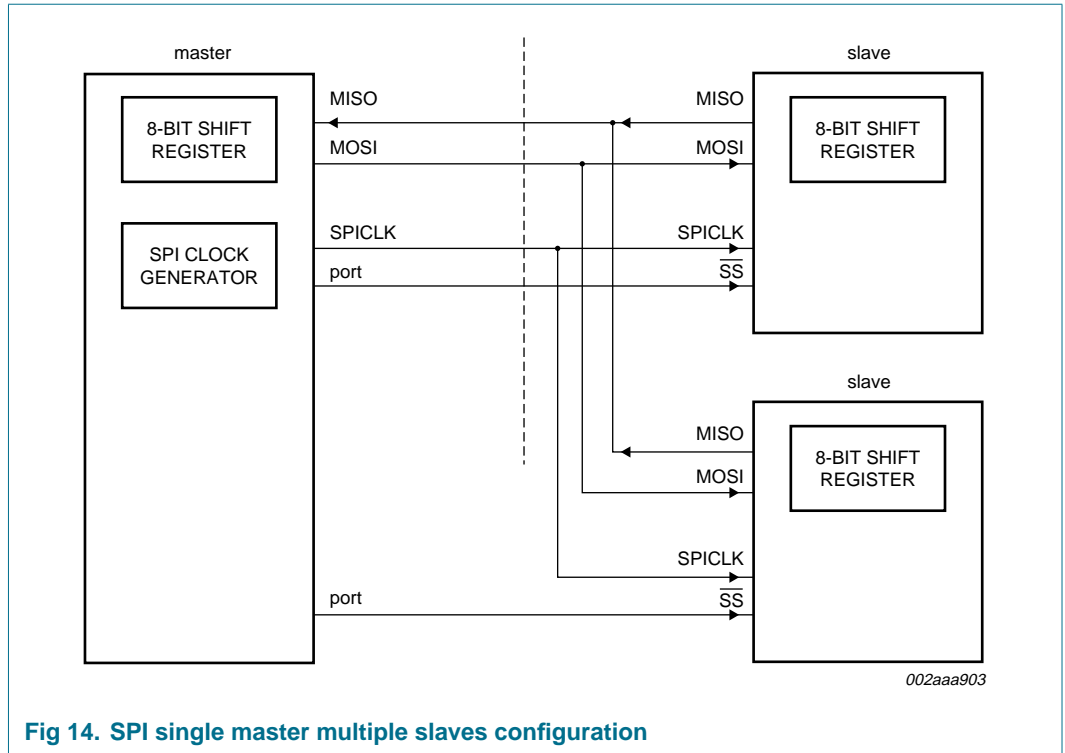 master
slave
8-BIT SHIFT
REGISTER
MISO
MISO
8-BIT SHIFT
REGISTER
MOSI
MOSI
SPI CLOCK
GENERATOR
SPICLK
SPICLK
port
S̅S̅
slave
MISO
8-BIT SHIFT
REGISTER
MOSI
SPICLK
port
S̅S̅
002aaa903
Fig 14. SPI single master multiple slaves configuration